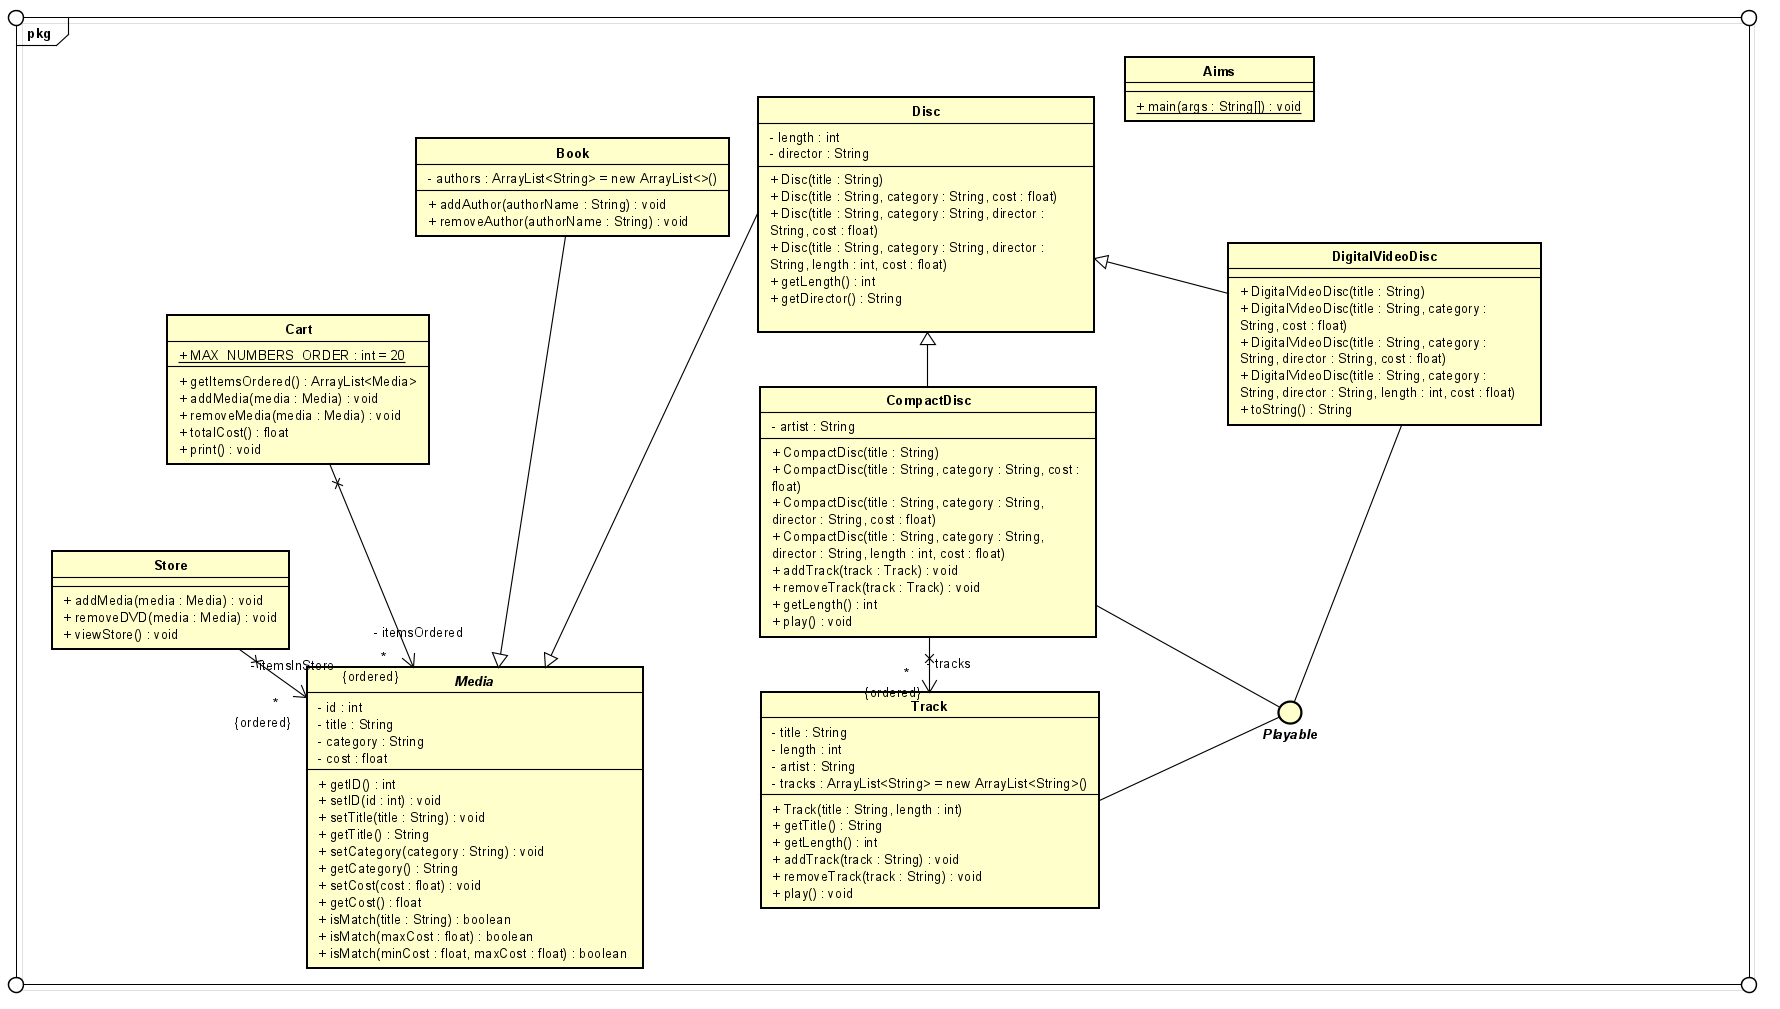 pkg
Aims
+ main(args : String[]) : void
Disc
- length : int
- director : String
+ Disc(title : String)
+ Disc(title : String, category : String, cost : float)
+ Disc(title : String, category : String, director :
String, cost : float)
+ Disc(title : String, category : String, director :
String, length : int, cost : float)
+ getLength() : int
+ getDirector() : String
Book
- authors : ArrayList<String> = new ArrayList<>()
+ addAuthor(authorName : String) : void
+ removeAuthor(authorName : String) : void
DigitalVideoDisc
+ DigitalVideoDisc(title : String)
+ DigitalVideoDisc(title : String, category :
String, cost : float)
+ DigitalVideoDisc(title : String, category :
String, director : String, cost : float)
+ DigitalVideoDisc(title : String, category :
String, director : String, length : int, cost : float)
+ toString() : String
Cart
+ MAX_NUMBERS_ORDER : int = 20
+ getItemsOrdered() : ArrayList<Media>
+ addMedia(media : Media) : void
+ removeMedia(media : Media) : void
+ totalCost() : float
+ print() : void
CompactDisc
- artist : String
+ CompactDisc(title : String)
+ CompactDisc(title : String, category : String, cost :
float)
+ CompactDisc(title : String, category : String,
director : String, cost : float)
+ CompactDisc(title : String, category : String,
director : String, length : int, cost : float)
+ addTrack(track : Track) : void
+ removeTrack(track : Track) : void
+ getLength() : int
+ play() : void
Store
+ addMedia(media : Media) : void
+ removeDVD(media : Media) : void
+ viewStore() : void
- itemsOrdered
*
{ordered}
- itemsInStore
*
{ordered}
- tracks
*
{ordered}
Media
- id : int
- title : String
- category : String
- cost : float
+ getID() : int
+ setID(id : int) : void
+ setTitle(title : String) : void
+ getTitle() : String
+ setCategory(category : String) : void
+ getCategory() : String
+ setCost(cost : float) : void
+ getCost() : float
+ isMatch(title : String) : boolean
+ isMatch(maxCost : float) : boolean
+ isMatch(minCost : float, maxCost : float) : boolean
Track
- title : String
- length : int
- artist : String
- tracks : ArrayList<String> = new ArrayList<String>()
+ Track(title : String, length : int)
+ getTitle() : String
+ getLength() : int
+ addTrack(track : String) : void
+ removeTrack(track : String) : void
+ play() : void
Playable